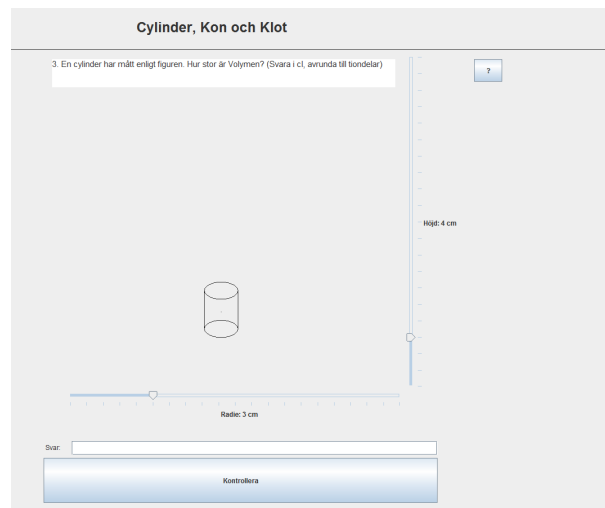 Cylinder, Kon och Klot
3. En cylinder har mått enligt figuren. Hur stor är Volymen? (Svara i cl, avrunda till tiondelar)
?
Höjd: 4 cm
Radie: 3 cm
Svar:
Kontrollera